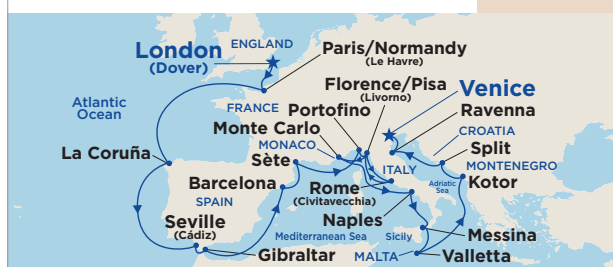 London
(Dover)
ENGLAND
Paris/Normandy
(Le Havre)
Florence/Pisa
(Livorno)
Venice
Atlantic
Ocean
FRANCE
Portofino
Ravenna
Monte Carlo
CROATIA
La Coruña
MONACO
Split
Sète
ITALY
MONTENEGRO
Barcelona
Rome
(Civitavecchia)
Adriatic
Sea
Kotor
SPAIN
Seville
(Cádiz)
Naples
Mediterranean Sea
Sicily
Messina
Gibraltar
MALTA
Valletta